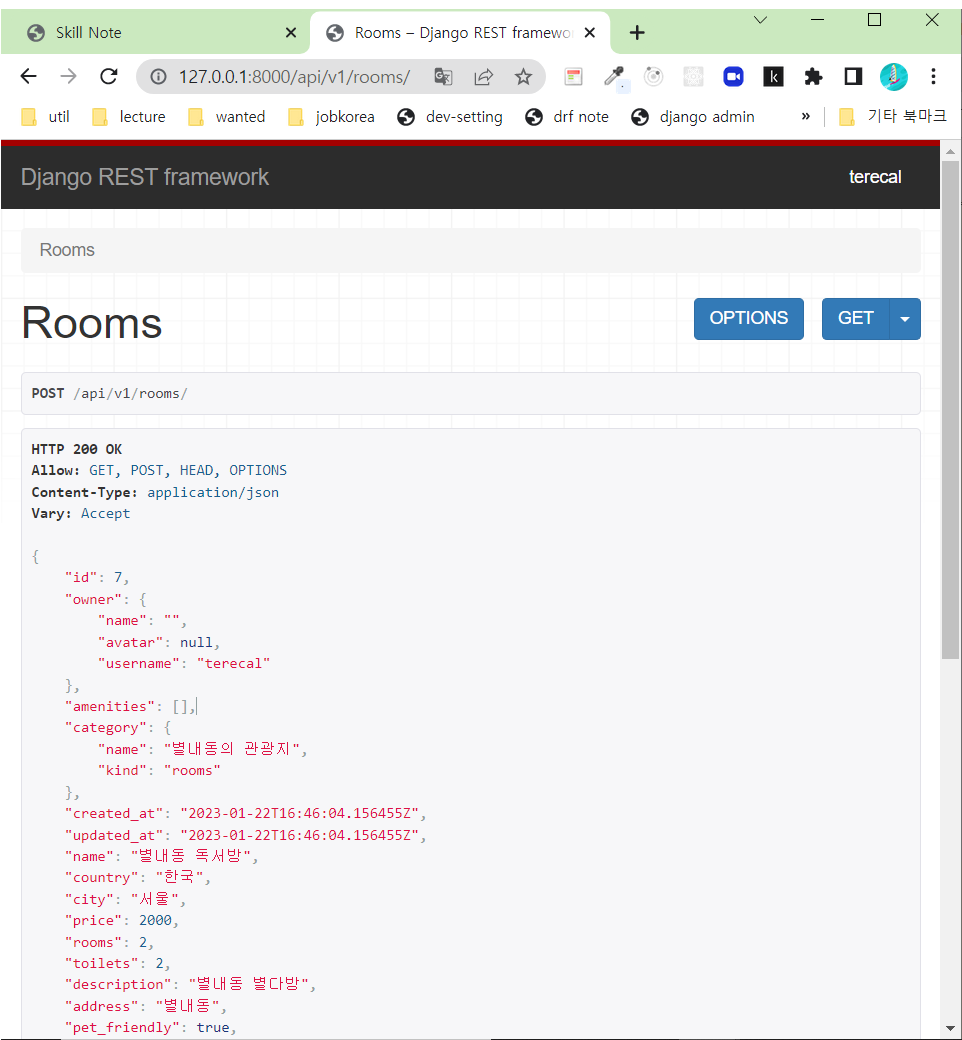 Skill Note
Rooms – Django REST framewo
127.0.0.1:8000/api/v1/rooms/
util
lecture
wanted
jobkorea
dev-setting
drf note
django admin
»
기타 북마크
Django REST framework
terecal
Rooms
Rooms
OPTIONS
GET
POST /api/v1/rooms/
HTTP 200 OK
Allow: GET, POST, HEAD, OPTIONS
Content-Type: application/json
Vary: Accept
{
    "id": 7,
    "owner": {
        "name": "",
        "avatar": null,
        "username": "terecal"
    },
    "amenities": [],
    "category": {
        "name": "별내동의 관광지",
        "kind": "rooms"
    },
    "created_at": "2023-01-22T16:46:04.156455Z",
    "updated_at": "2023-01-22T16:46:04.156455Z",
    "name": "별내동 독서방",
    "country": "한국",
    "city": "서울",
    "price": 2000,
    "rooms": 2,
    "toilets": 2,
    "description": "별내동 별다방",
    "address": "별내동",
    "pet_friendly": true,